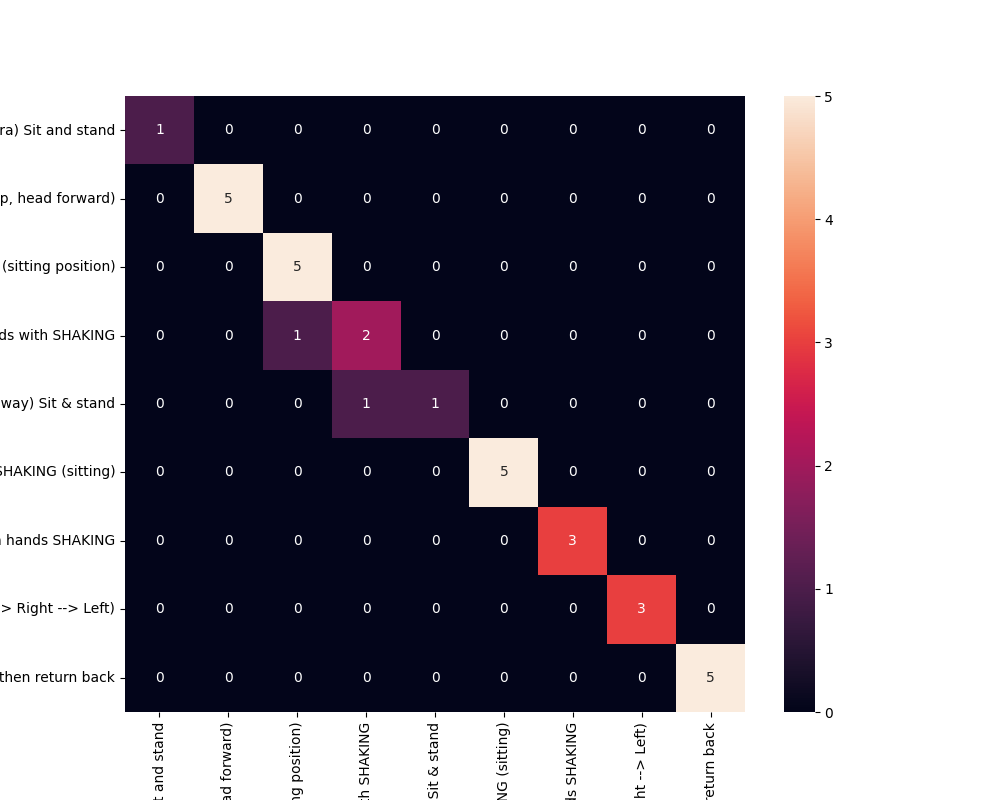 ra) Sit and stand 1 0 0 0 0 0 0 0 0
p, head forward) 0 5 0 0 0 0 0 0 0
(sitting position) 0 0 5 0 0 0 0 0 0
ds with SHAKING 0 0 1 2 0 0 0 0 0
way) Sit & stand 0 0 0 1 1 0 0 0 0
SHAKING (sitting) 0 0 0 0 0 5 0 0 0
hands SHAKING 0 0 0 0 0 0 3 0 0
> Right --> Left) 0 0 0 0 0 0 0 3 0
then return back 0 0 0 0 0 0 0 0 5
t and stand
ad forward)
ng position)
th SHAKING
Sit & stand
NG (sitting)
ds SHAKING
ht --> Left)
return back
5
4
3
2
1
0